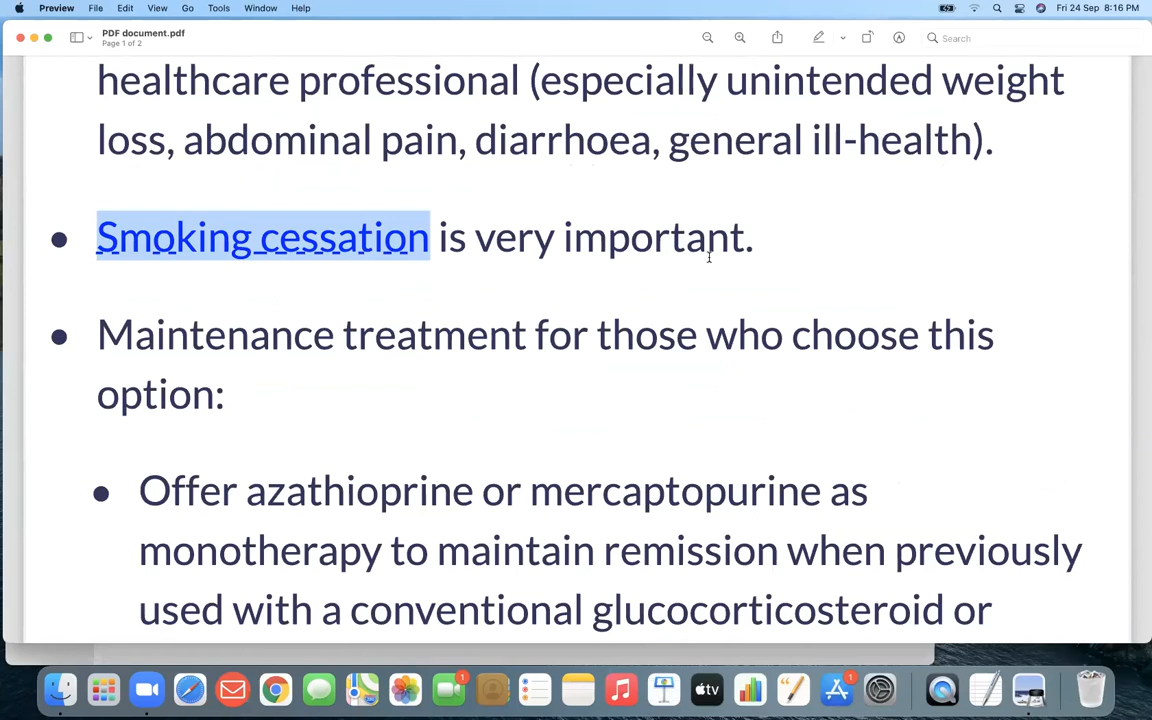 Preview File Edit View Go Tools Window Help Fri 24 Sep 8:16 PM
PDF document.pdf
Page 1 of 2
Search
healthcare professional (especially unintended weight
loss, abdominal pain, diarrhoea, general ill-health).
• Smoking cessation is very important.
• Maintenance treatment for those who choose this
option:
• Offer azathioprine or mercaptopurine as
monotherapy to maintain remission when previously
used with a conventional glucocorticosteroid or
1
tv
1